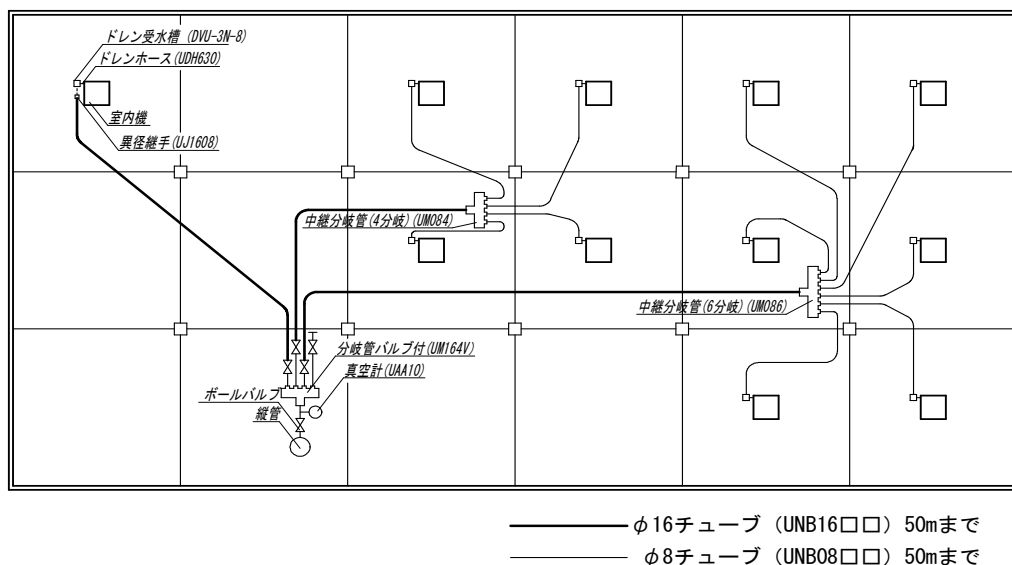 ドレン受水槽 (DVU-3N-8)
ドレンホース(UDH630)
室内機
異径継手(UJ1608)
中継分岐管(4分岐)(UM084)
中継分岐管(6分岐)(UM086)
分岐管バルブ付(UM164V)
真空計(UAA10)
ボールバルブ
縦管
φ16チューブ (UNB16□□) 50mまで
φ8チューブ (UNB08□□) 50mまで